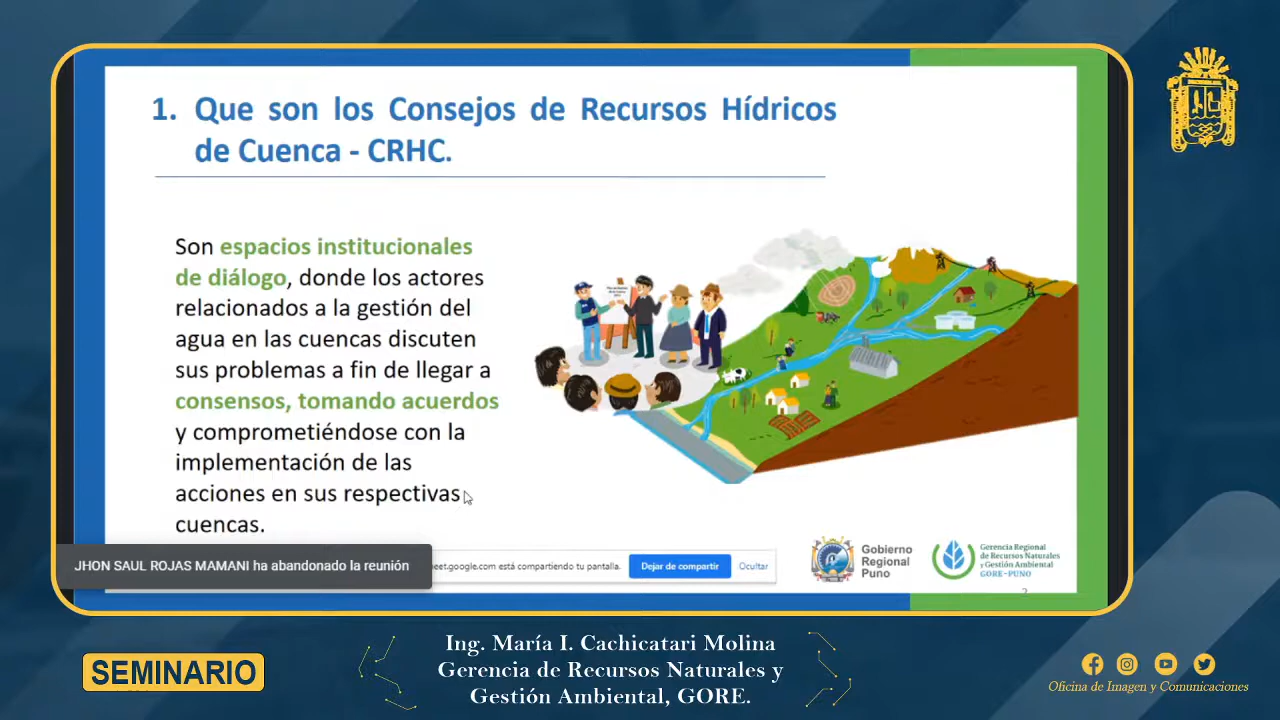 1. Que son los Consejos de Recursos Hídricos
de Cuenca - CRHC.
Son espacios institucionales
de diálogo, donde los actores
relacionados a la gestión del
agua en las cuencas discuten
sus problemas a fin de llegar a
consensos, tomando acuerdos
y comprometiéndose con la
implementación de las
acciones en sus respectivas
cuencas.
JHON SAUL ROJAS MAMANI ha abandonado la reunión
eet.google.com está compartiendo tu pantalla.
Dejar de compartir
Ocultar
Gobierno
Regional
Puno
Gerencia Regional
de Recursos Naturales
y Gestión Ambiental
GORE-PUNO
2
SEMINARIO
Ing. María I. Cachicatari Molina
Gerencia de Recursos Naturales y
Gestión Ambiental, GORE.
Oficina de Imagen y Comunicaciones